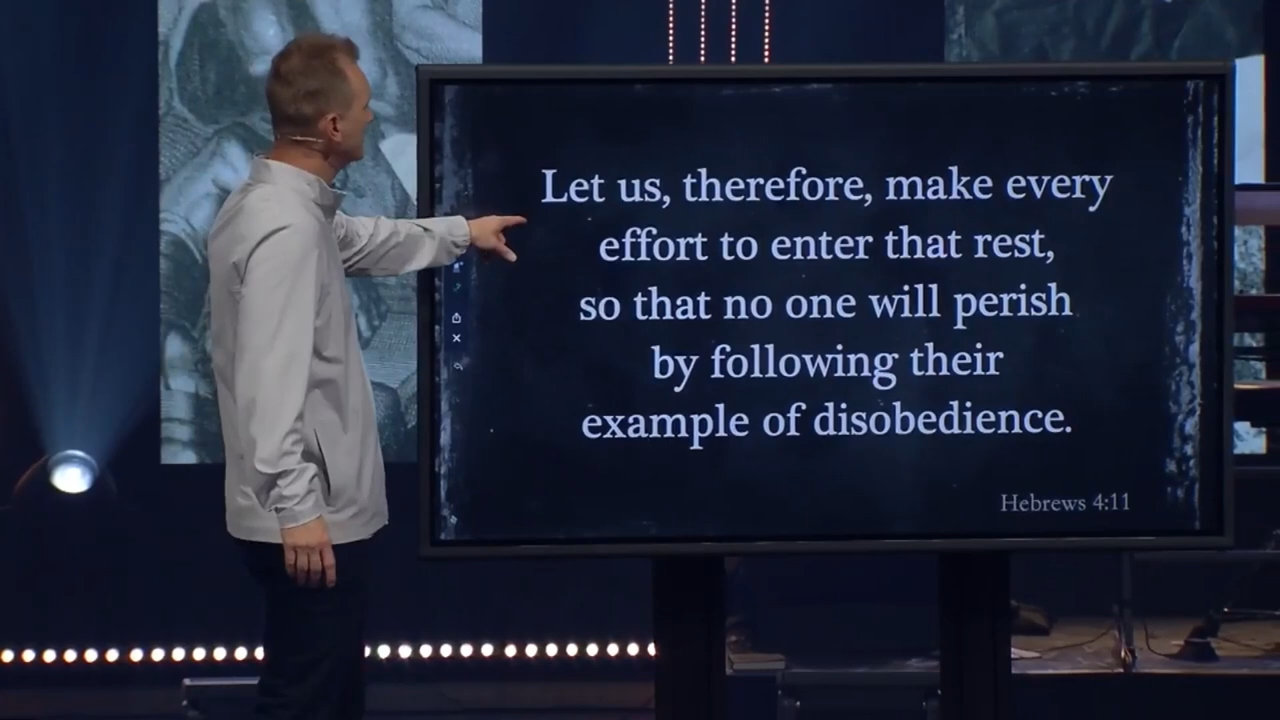 Let us, therefore, make every
effort to enter that rest,
so that no one will perish
by following their
example of disobedience.
Hebrews 4:11